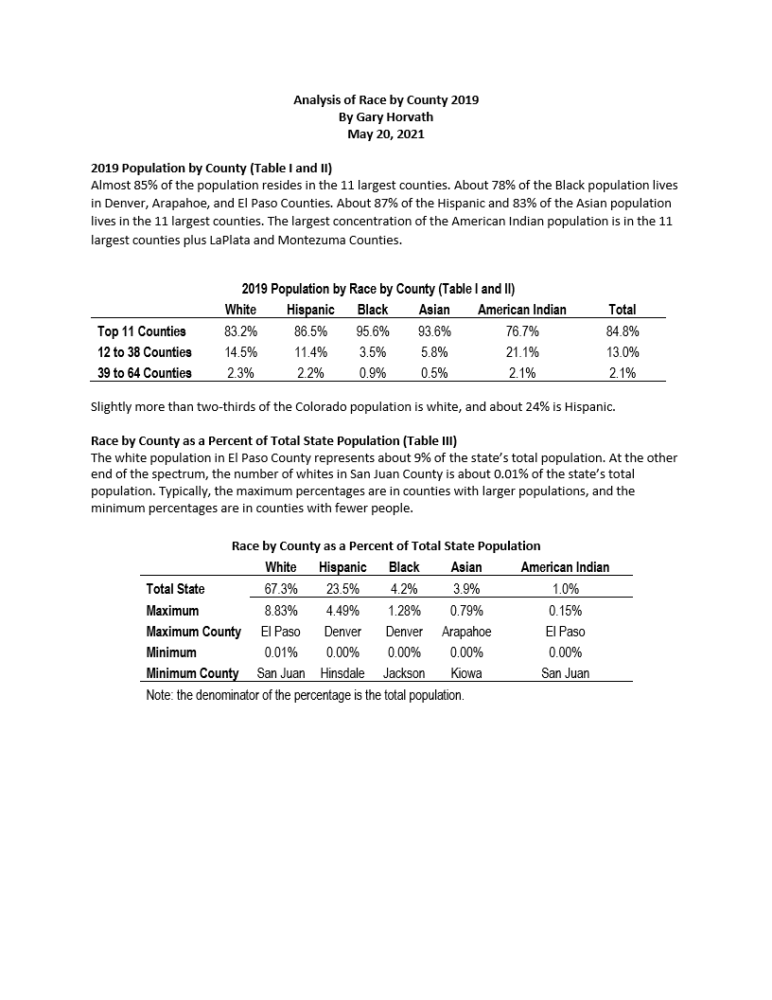 Analysis of Race by County 2019
By Gary Horvath
May 20, 2021
2019 Population by County (Table I and II)
Almost 85% of the population resides in the 11 largest counties. About 78% of the Black population lives
in Denver, Arapahoe, and El Paso Counties. About 87% of the Hispanic and 83% of the Asian population
lives in the 11 largest counties. The largest concentration of the American Indian population is in the 11
largest counties plus LaPlata and Montezuma Counties.
2019 Population by Race by County (Table I and II)
White Hispanic Black Asian American Indian Total
Top 11 Counties 83.2% 86.5% 95.6% 93.6% 76.7% 84.8%
12 to 38 Counties 14.5% 11.4% 3.5% 5.8% 21.1% 13.0%
39 to 64 Counties 2.3% 2.2% 0.9% 0.5% 2.1% 2.1%
Slightly more than two-thirds of the Colorado population is white, and about 24% is Hispanic.
Race by County as a Percent of Total State Population (Table III)
The white population in El Paso County represents about 9% of the state’s total population. At the other
end of the spectrum, the number of whites in San Juan County is about 0.01% of the state’s total
population. Typically, the maximum percentages are in counties with larger populations, and the
minimum percentages are in counties with fewer people.
Race by County as a Percent of Total State Population
White Hispanic Black Asian American Indian
Total State 67.3% 23.5% 4.2% 3.9% 1.0%
Maximum 8.83% 4.49% 1.28% 0.79% 0.15%
Maximum County El Paso Denver Denver Arapahoe El Paso
Minimum 0.01% 0.00% 0.00% 0.00% 0.00%
Minimum County San Juan Hinsdale Jackson Kiowa San Juan
Note: the denominator of the percentage is the total population.